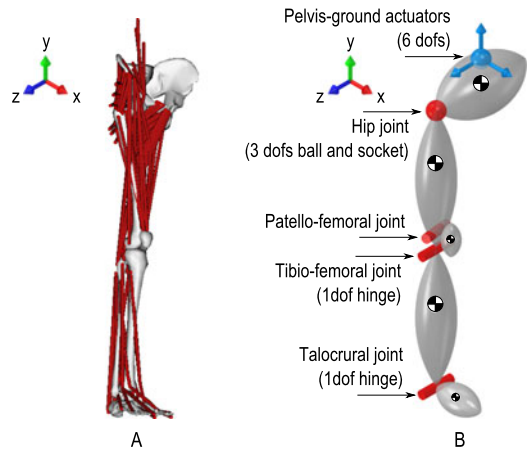 y
z
x
A
y
z
x
Pelvis-ground actuators
(6 dofs)
Hip joint
(3 dofs ball and socket)
Patello-femoral joint
Tibio-femoral joint
(1dof hinge)
Talocrural joint
(1dof hinge)
B